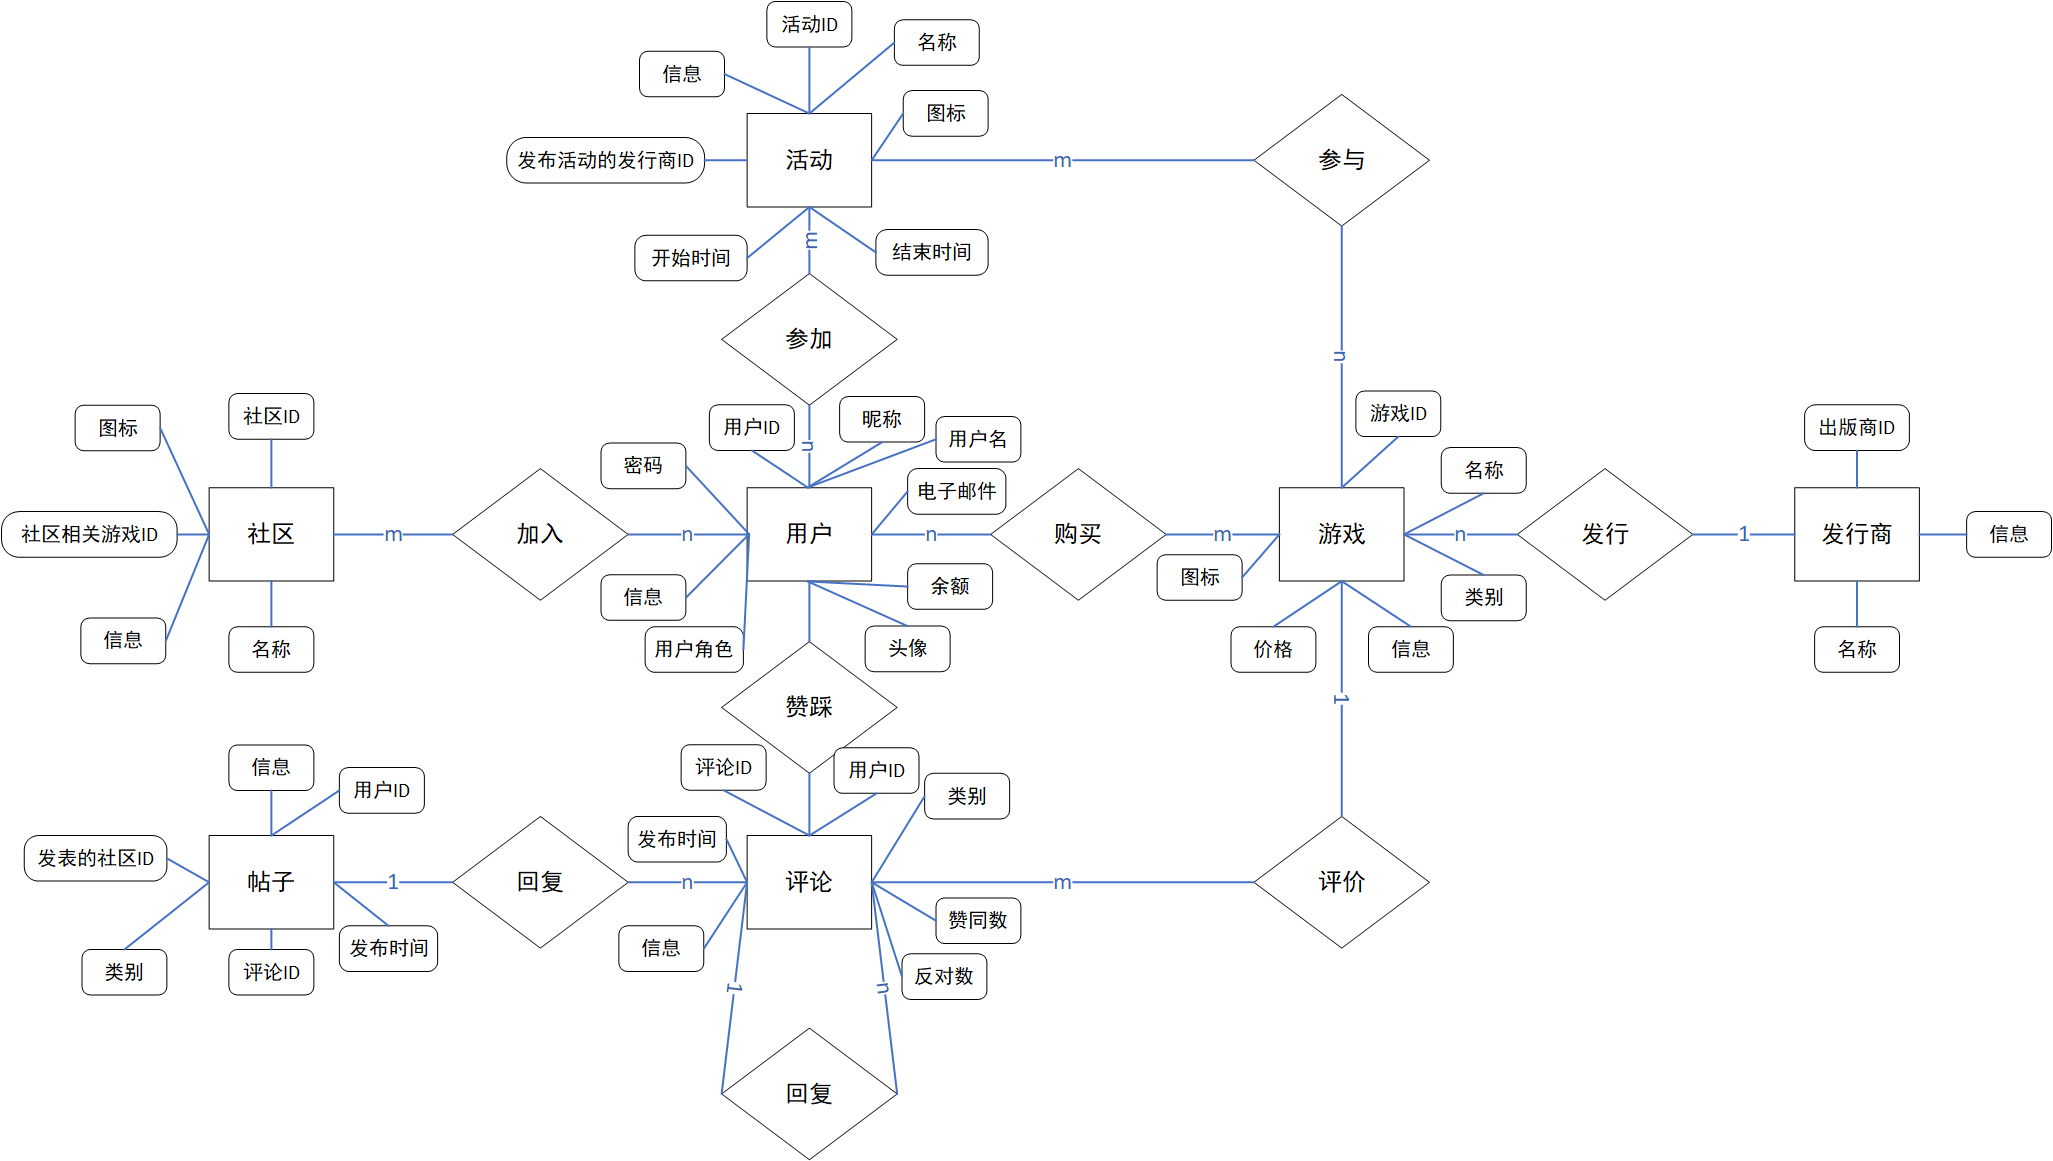 活动ID
名称
信息
图标
发布活动的发行商ID
活动
m
参与
m
开始时间
结束时间
参加
n
游戏ID
图标
社区ID
用户ID
昵称
出版商ID
n
用户名
密码
名称
电子邮件
社区相关游戏ID
社区
m
加入
n
用户
n
购买
m
游戏
n
发行
1
发行商
信息
图标
余额
信息
类别
信息
名称
用户角色
头像
价格
信息
名称
赞踩
1
信息
用户ID
评论ID
用户ID
类别
发布时间
发表的社区ID
帖子
1
回复
n
评论
m
评价
赞同数
信息
发布时间
类别
评论ID
反对数
1
n
回复